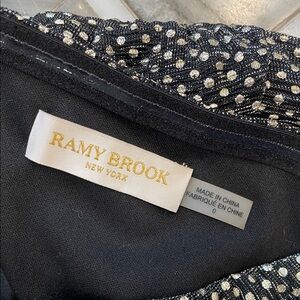 RAMY BROOK
NEW YORK
MADE IN CHINA
FABRIQUÉ EN CHINE
0